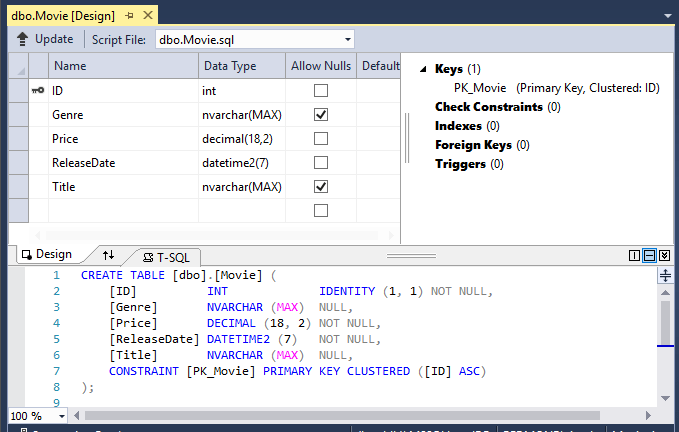 dbo.Movie [Design]
Update Script File: dbo.Movie.sql
Name Data Type Allow Nulls Default
ID int
Genre nvarchar(MAX)
Price decimal(18,2)
ReleaseDate datetime2(7)
Title nvarchar(MAX)
Keys (1)
PK_Movie (Primary Key, Clustered: ID)
Check Constraints (0)
Indexes (0)
Foreign Keys (0)
Triggers (0)
Design T-SQL
1 CREATE TABLE [dbo].[Movie] (
2 [ID] INT IDENTITY (1, 1) NOT NULL,
3 [Genre] NVARCHAR (MAX) NULL,
4 [Price] DECIMAL (18, 2) NOT NULL,
5 [ReleaseDate] DATETIME2 (7) NOT NULL,
6 [Title] NVARCHAR (MAX) NULL,
7 CONSTRAINT [PK_Movie] PRIMARY KEY CLUSTERED ([ID] ASC)
8 );
9
100 %